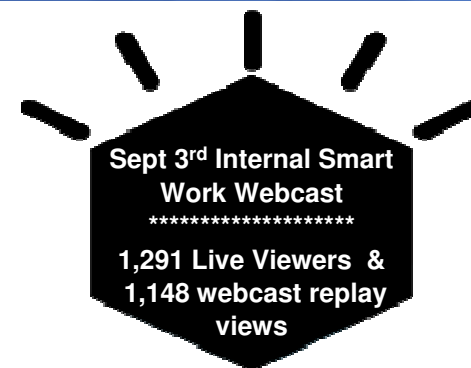 Sept 3rd Internal Smart
Work Webcast
********************
1,291 Live Viewers &
1,148 webcast replay
views